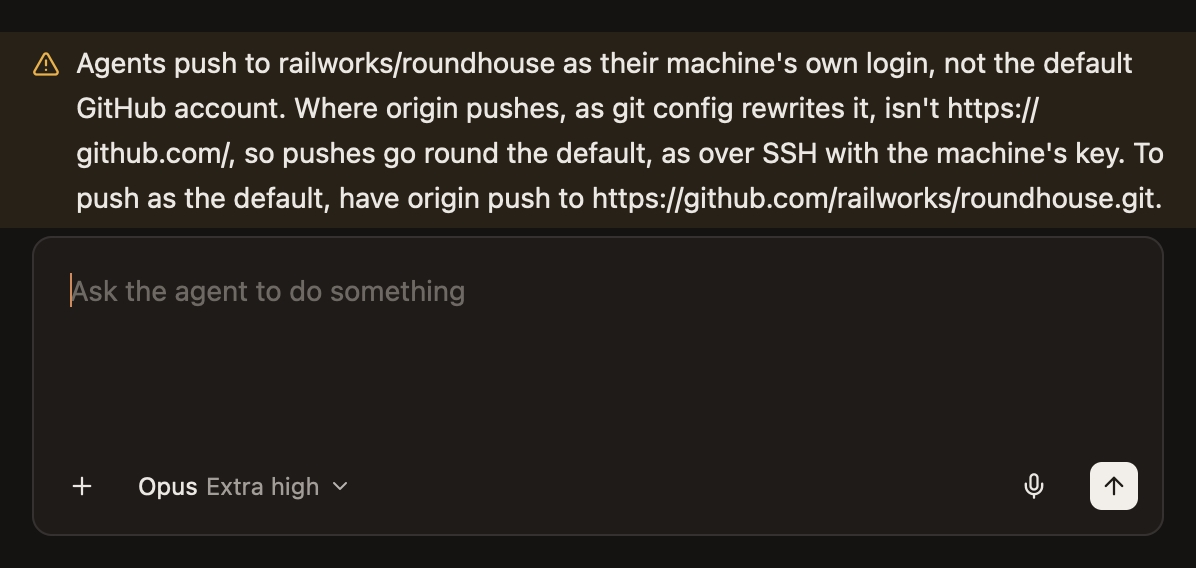 Agents push to railworks/roundhouse as their machine's own login, not the default
GitHub account. Where origin pushes, as git config rewrites it, isn't https://
github.com/, so pushes go round the default, as over SSH with the machine's key. To
push as the default, have origin push to https://github.com/railworks/roundhouse.git.
Ask the agent to do something
Opus Extra high